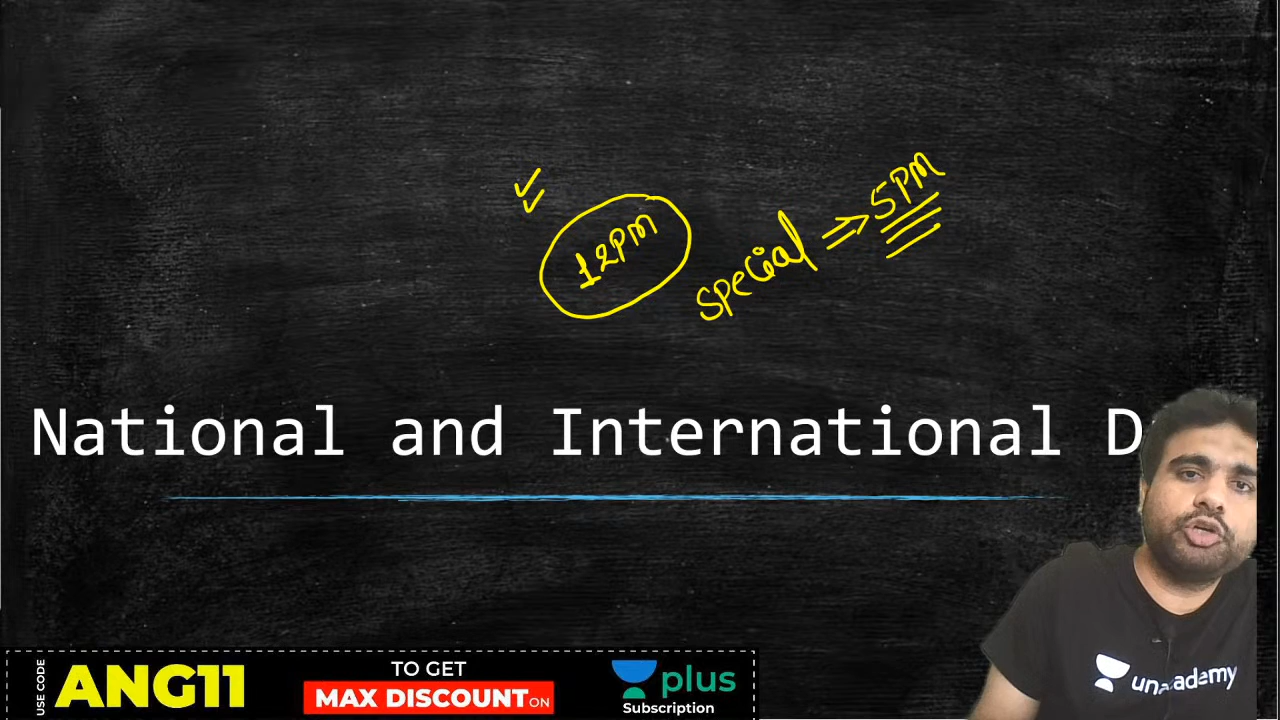 12PM
special ⇒ 5PM
National and International D
USE CODE
ANG11
TO GET
MAX DISCOUNT ON
plus
Subscription
unacademy